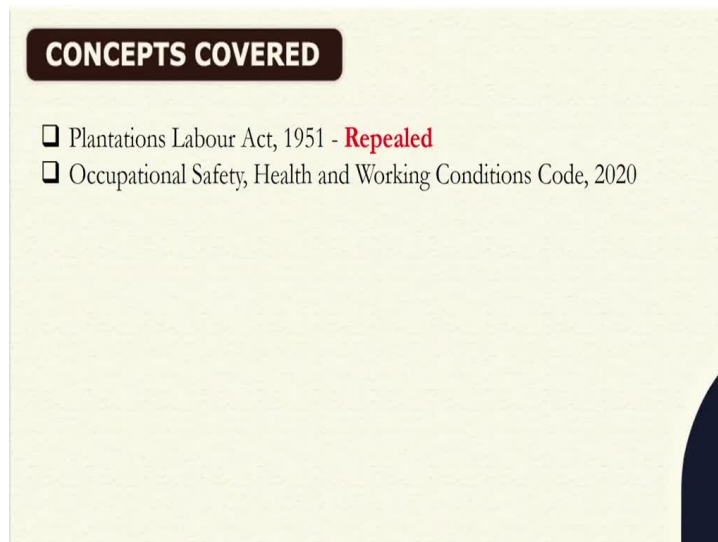 CONCEPTS COVERED
❑ Plantations Labour Act, 1951 - Repealed
❑ Occupational Safety, Health and Working Conditions Code, 2020